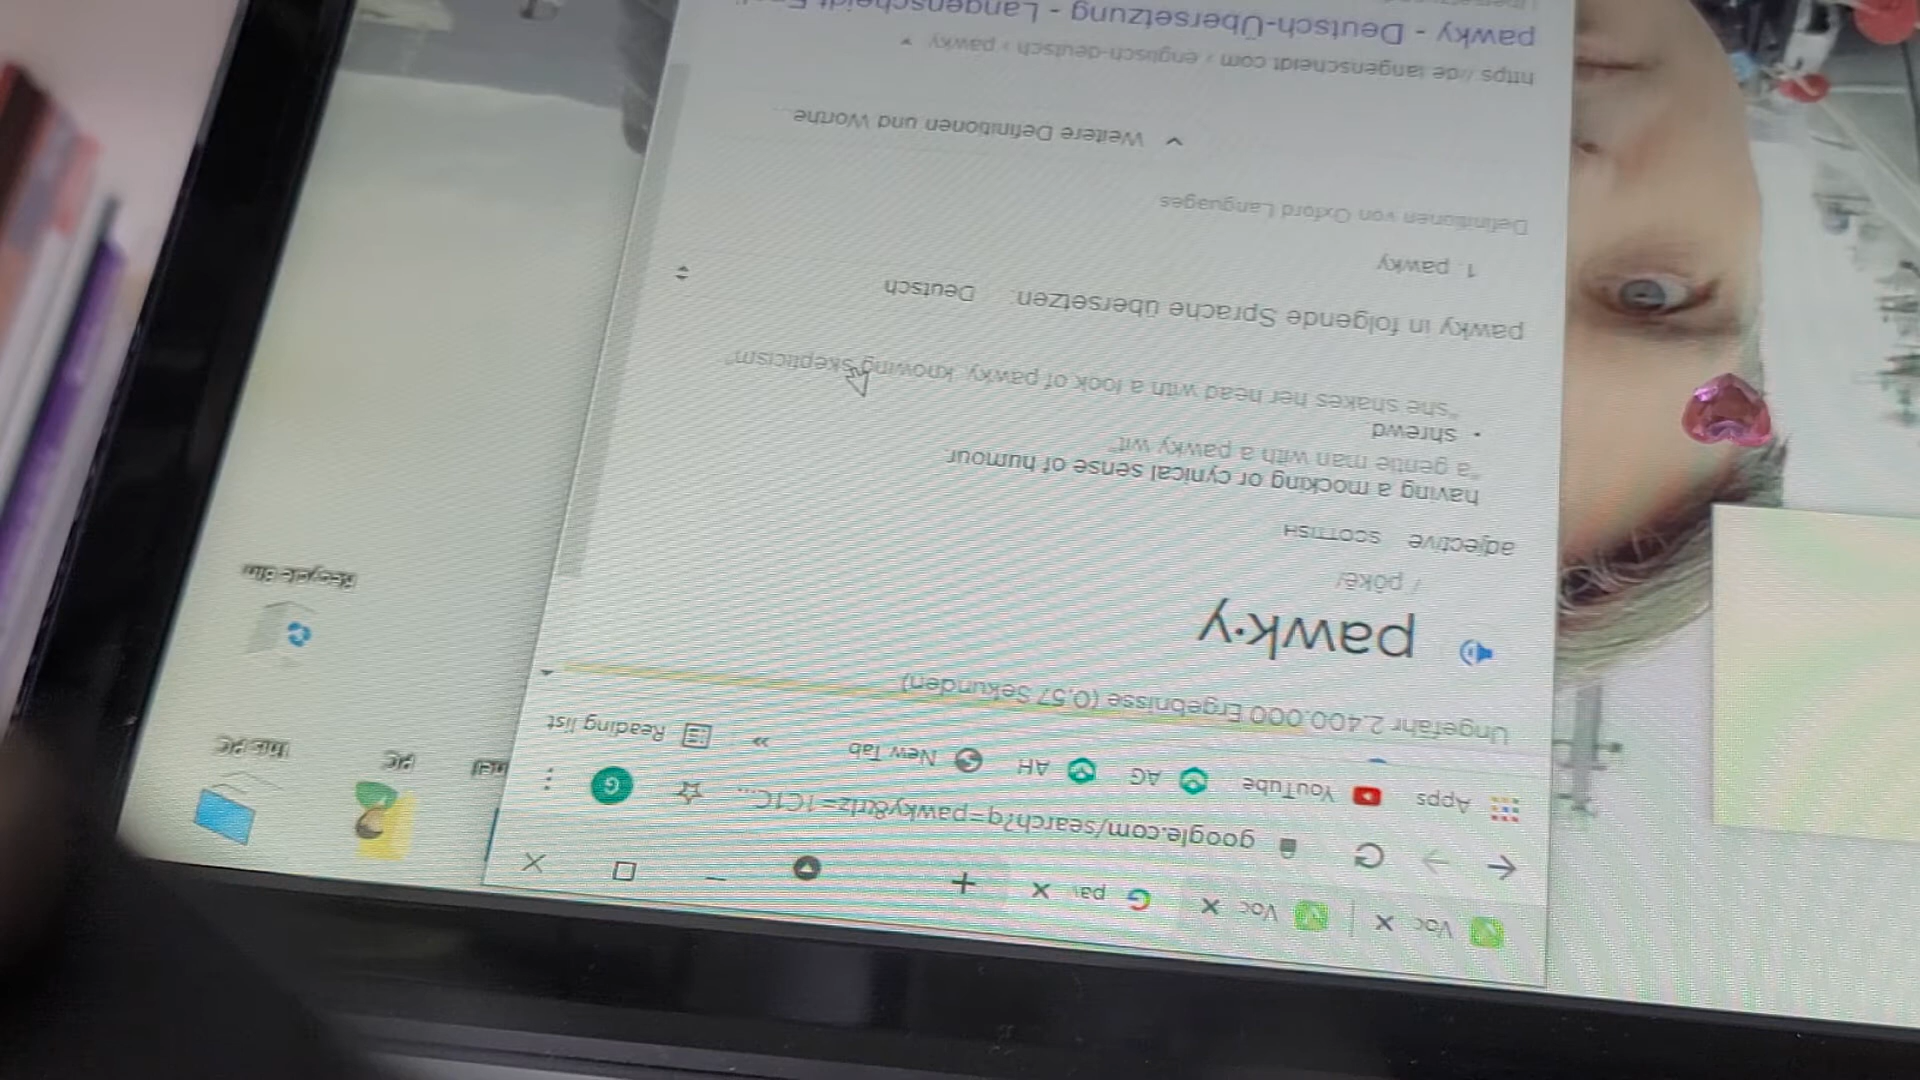 Voc
Voc
pa
google.com/search?q=pawky&rlz=1C1C...
Apps
YouTube
AG
AH
New Tab
»
Reading list
Ungefähr 2.400.000 Ergebnisse (0,57 Sekunden)
pawk·y
/ˈpôkē/
adjective SCOTTISH
having a mocking or cynical sense of humour.
"a gentle man with a pawky wit"
• shrewd.
"she shakes her head with a look of pawky, knowing skepticism"
pawky in folgende Sprache übersetzen: Deutsch
1. pawky
Definitionen von Oxford Languages
Weitere Definitionen und Worthe...
https://de.langenscheidt.com › englisch-deutsch › pawky
pawky - Deutsch-Übersetzung - Langenscheidt
This PC
PC
Recycle Bin